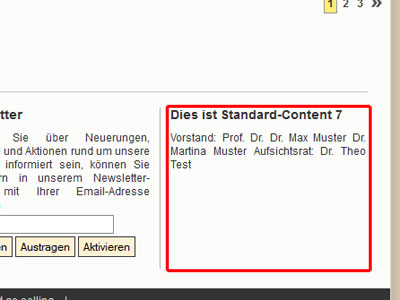 1 2 3 »
tter
Sie über Neuerungen,
und Aktionen rund um unsere
informiert sein, können Sie
rn in unserem Newsletter-
mit Ihrer Email-Adresse
en Austragen Aktivieren
Dies ist Standard-Content 7
Vorstand: Prof. Dr. Dr. Max Muster Dr.
Martina Muster Aufsichtsrat: Dr. Theo
Test